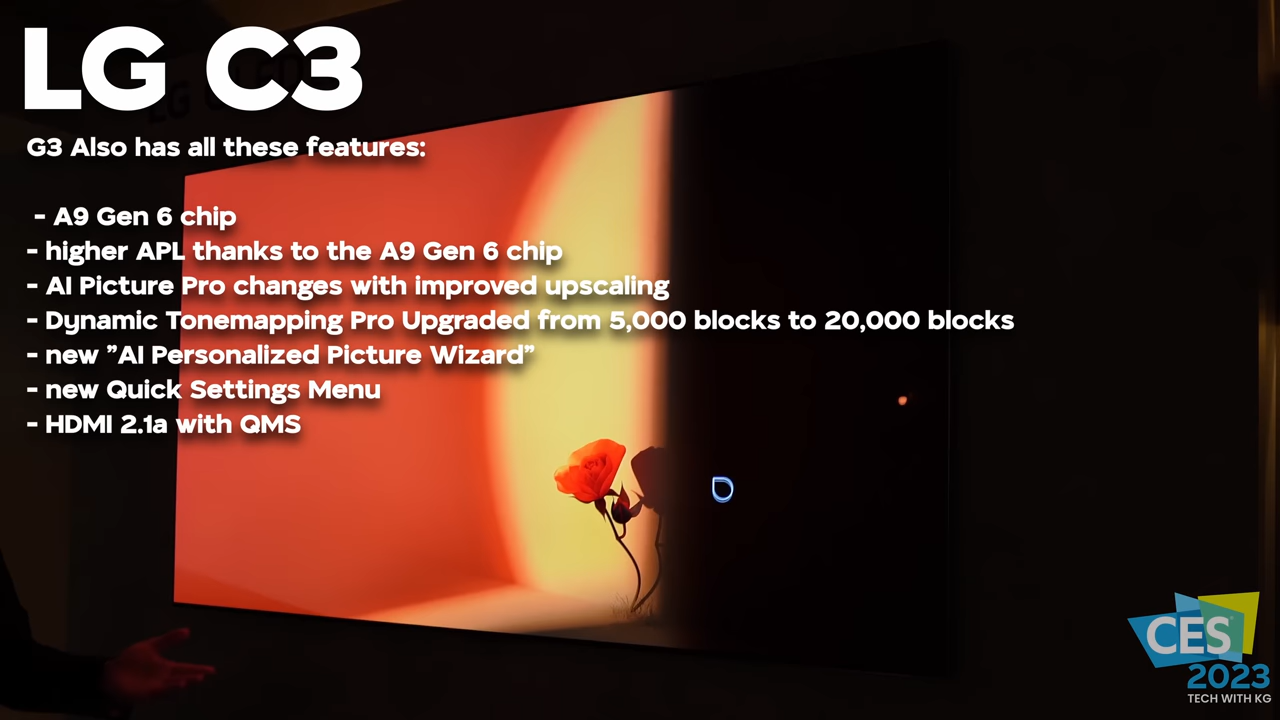 LG C3
G3 Also has all these features:
- A9 Gen 6 chip
- higher APL thanks to the A9 Gen 6 chip
- AI Picture Pro changes with improved upscaling
- Dynamic Tonemapping Pro Upgraded from 5,000 blocks to 20,000 blocks
- new ”AI Personalized Picture Wizard”
- new Quick Settings Menu
- HDMI 2.1a with QMS
CES
2023
TECH WITH KG